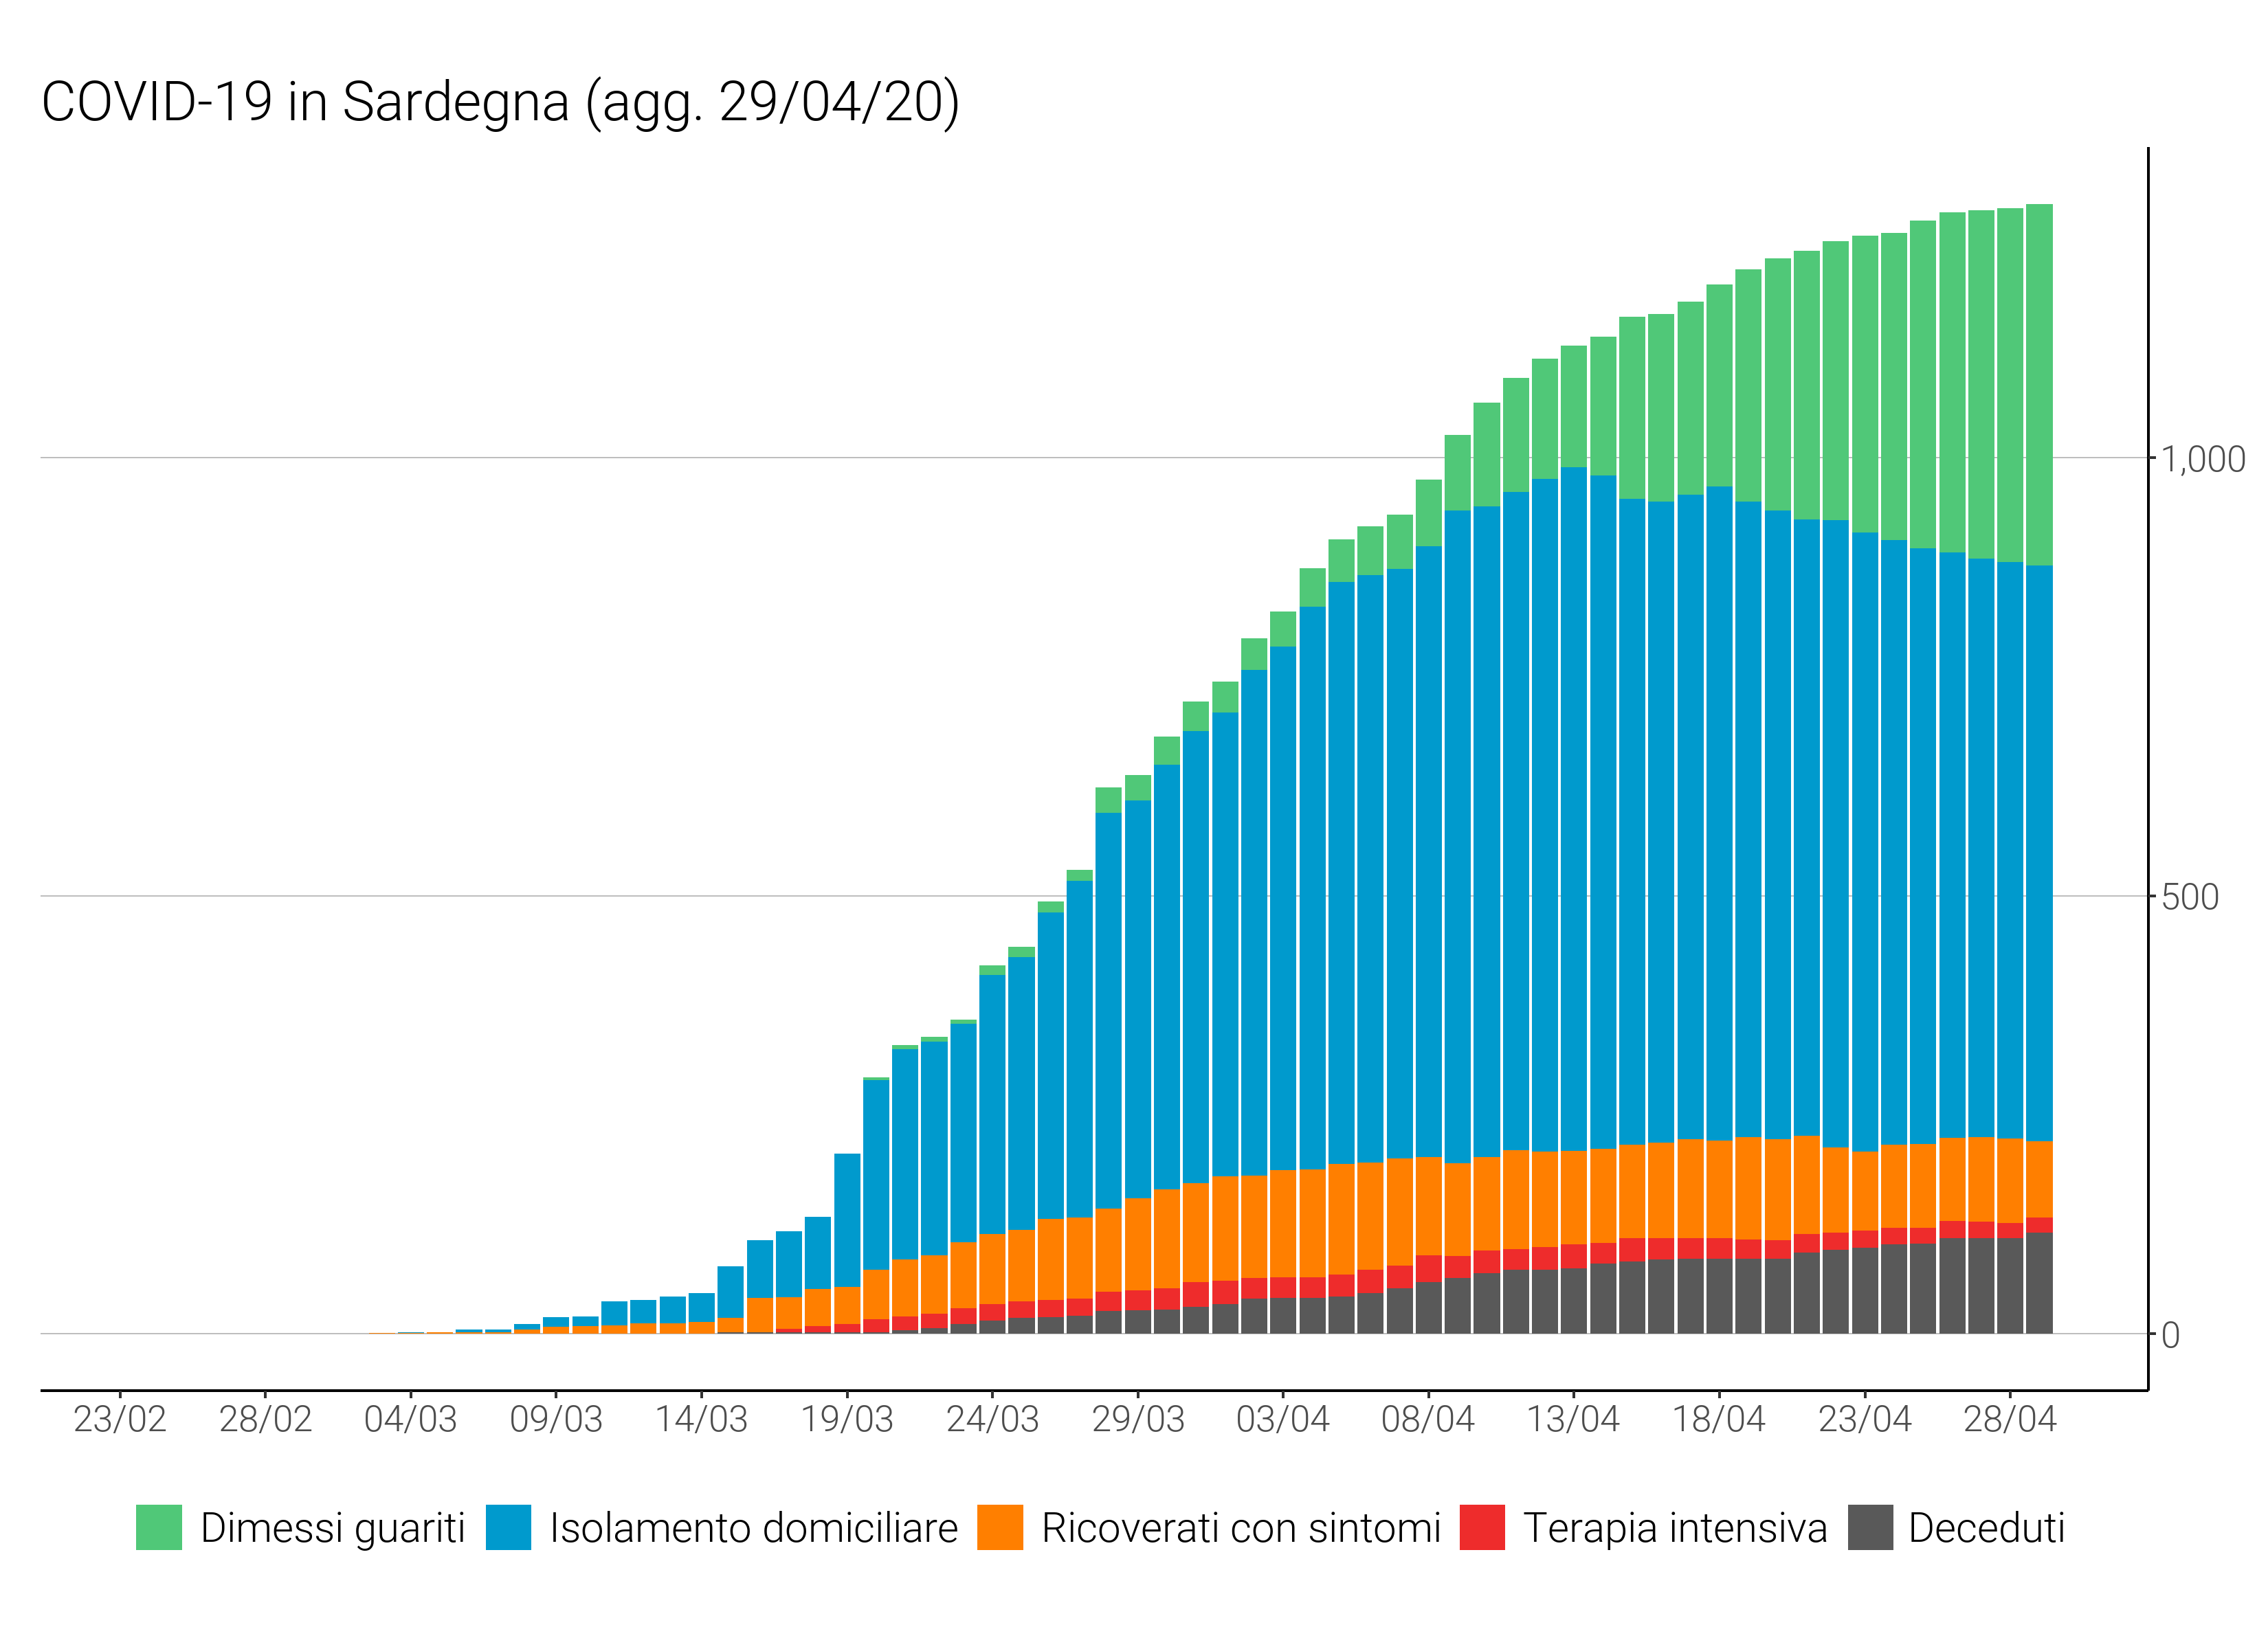 COVID-19 in Sardegna (agg. 29/04/20)
1,000
500
0
23/02 28/02 04/03 09/03 14/03 19/03 24/03 29/03 03/04 08/04 13/04 18/04 23/04 28/04
Dimessi guariti Isolamento domiciliare Ricoverati con sintomi Terapia intensiva Deceduti